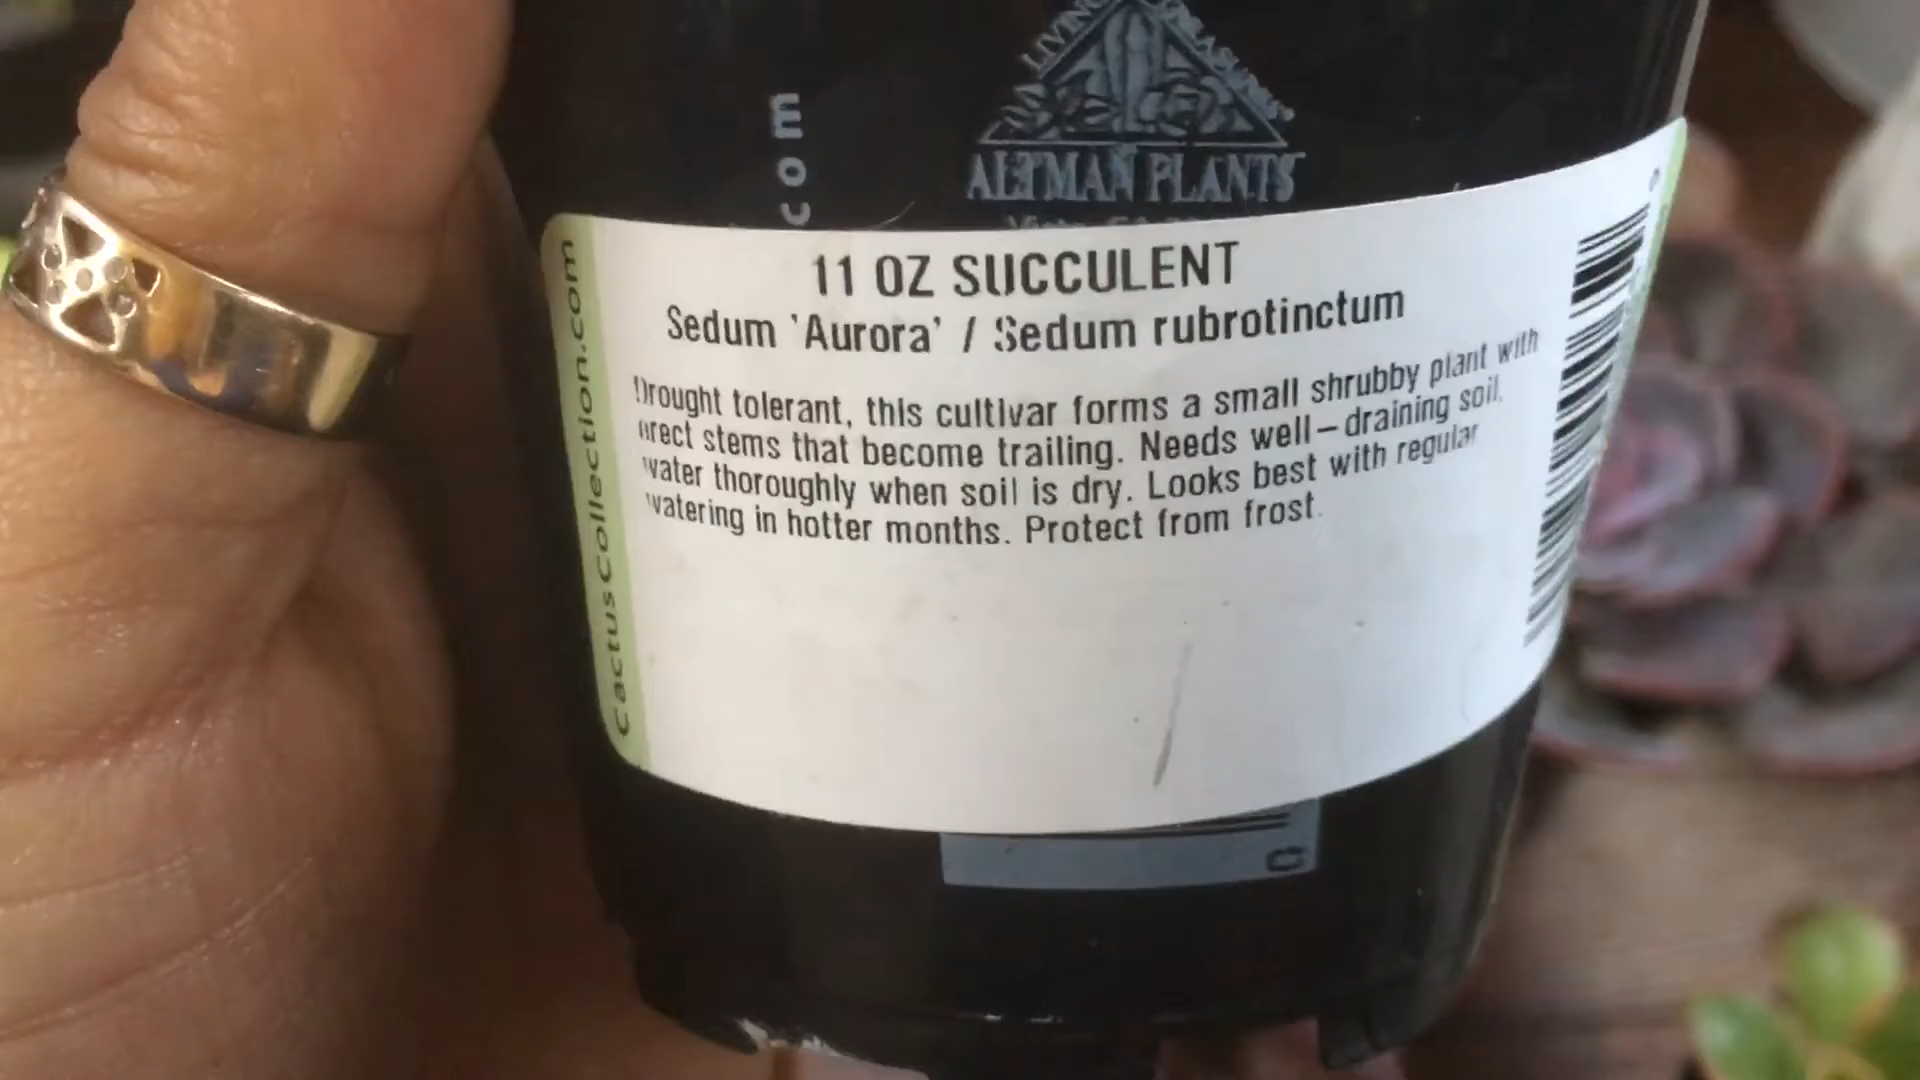 com
ALTMAN PLANTS
11 OZ SUCCULENT
Sedum 'Aurora' / Sedum rubrotinctum
Drought tolerant, this cultivar forms a small shrubby plant with
erect stems that become trailing. Needs well-draining soil,
water thoroughly when soil is dry. Looks best with regular
watering in hotter months. Protect from frost.
CactusCollection.com